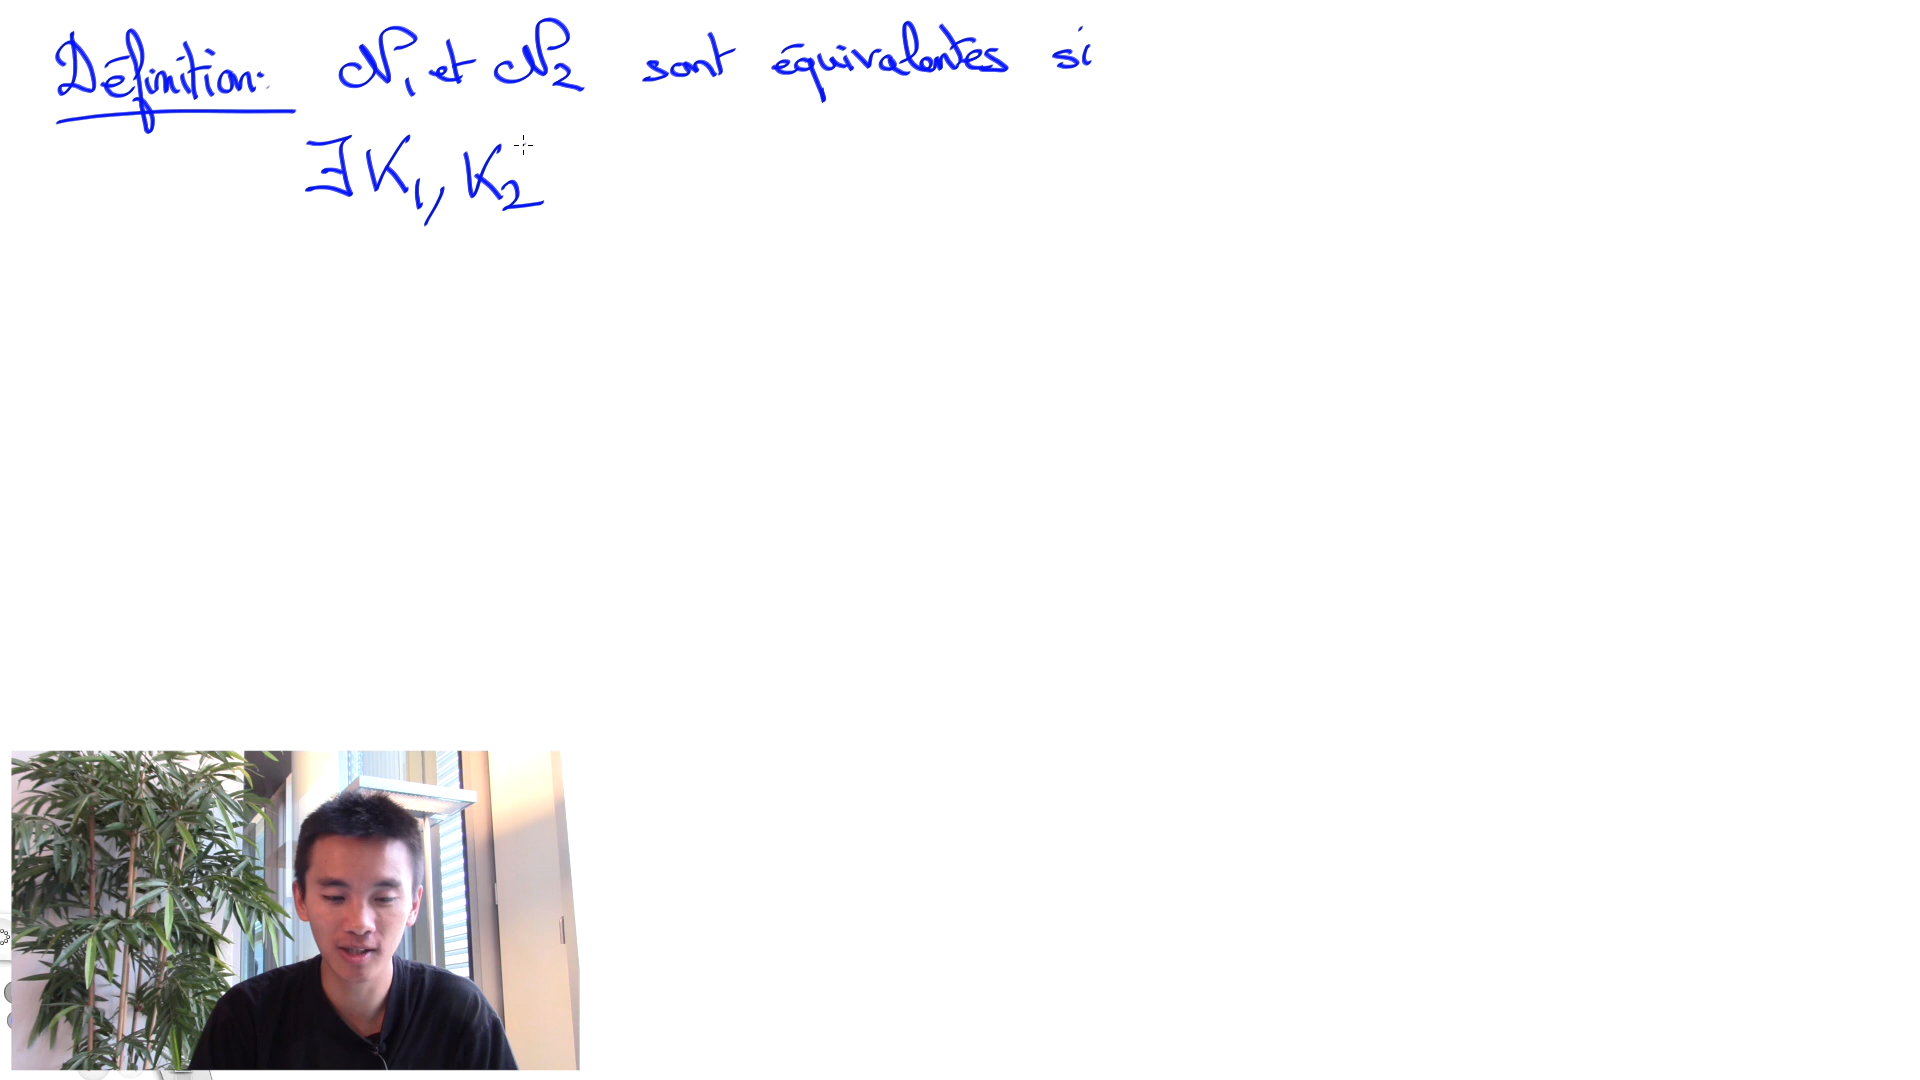 Définition: N₁ et N₂ sont équivalentes si
∃ K₁, K₂